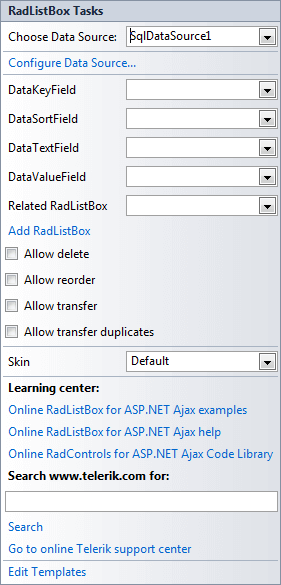 RadListBox Tasks
Choose Data Source: SqlDataSource1
Configure Data Source...
DataKeyField
DataSortField
DataTextField
DataValueField
Related RadListBox
Add RadListBox
Allow delete
Allow reorder
Allow transfer
Allow transfer duplicates
Skin Default
Learning center:
Online RadListBox for ASP.NET Ajax examples
Online RadListBox for ASP.NET Ajax help
Online RadControls for ASP.NET Ajax Code Library
Search www.telerik.com for:
Search
Go to online Telerik support center
Edit Templates